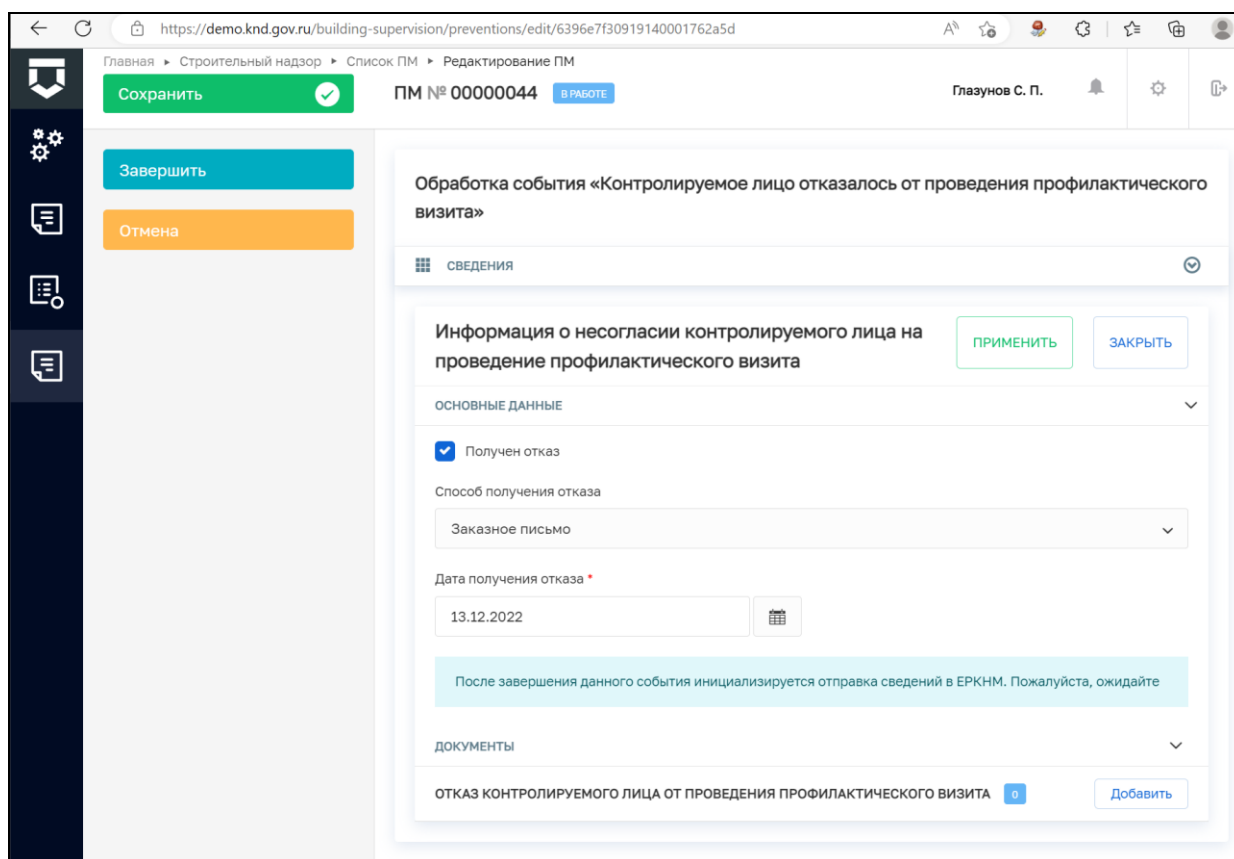 https://demo.knd.gov.ru/building-supervision/preventions/edit/6396e7f30919140001762a5d
Главная ▸ Строительный надзор ▸ Список ПМ ▸ Редактирование ПМ
Сохранить
ПМ № 00000044 В РАБОТЕ
Глазунов С. П.
Завершить
Отмена
Обработка события «Контролируемое лицо отказалось от проведения профилактического
визита»
СВЕДЕНИЯ
Информация о несогласии контролируемого лица на
проведение профилактического визита
ПРИМЕНИТЬ
ЗАКРЫТЬ
ОСНОВНЫЕ ДАННЫЕ
Получен отказ
Способ получения отказа
Заказное письмо
Дата получения отказа *
13.12.2022
После завершения данного события инициализируется отправка сведений в ЕРКНМ. Пожалуйста, ожидайте
ДОКУМЕНТЫ
ОТКАЗ КОНТРОЛИРУЕМОГО ЛИЦА ОТ ПРОВЕДЕНИЯ ПРОФИЛАКТИЧЕСКОГО ВИЗИТА 0
Добавить